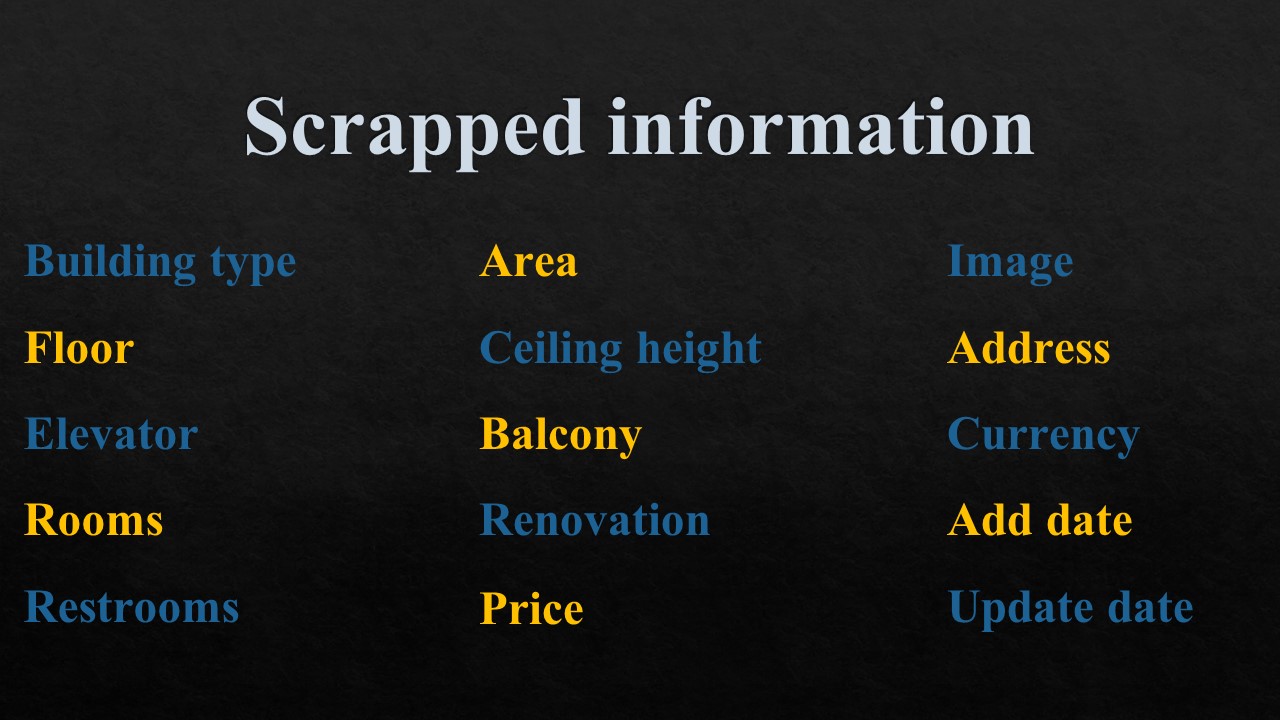 Scrapped information
Building type
Floor
Elevator
Rooms
Restrooms
Area
Ceiling height
Balcony
Renovation
Price
Image
Address
Currency
Add date
Update date